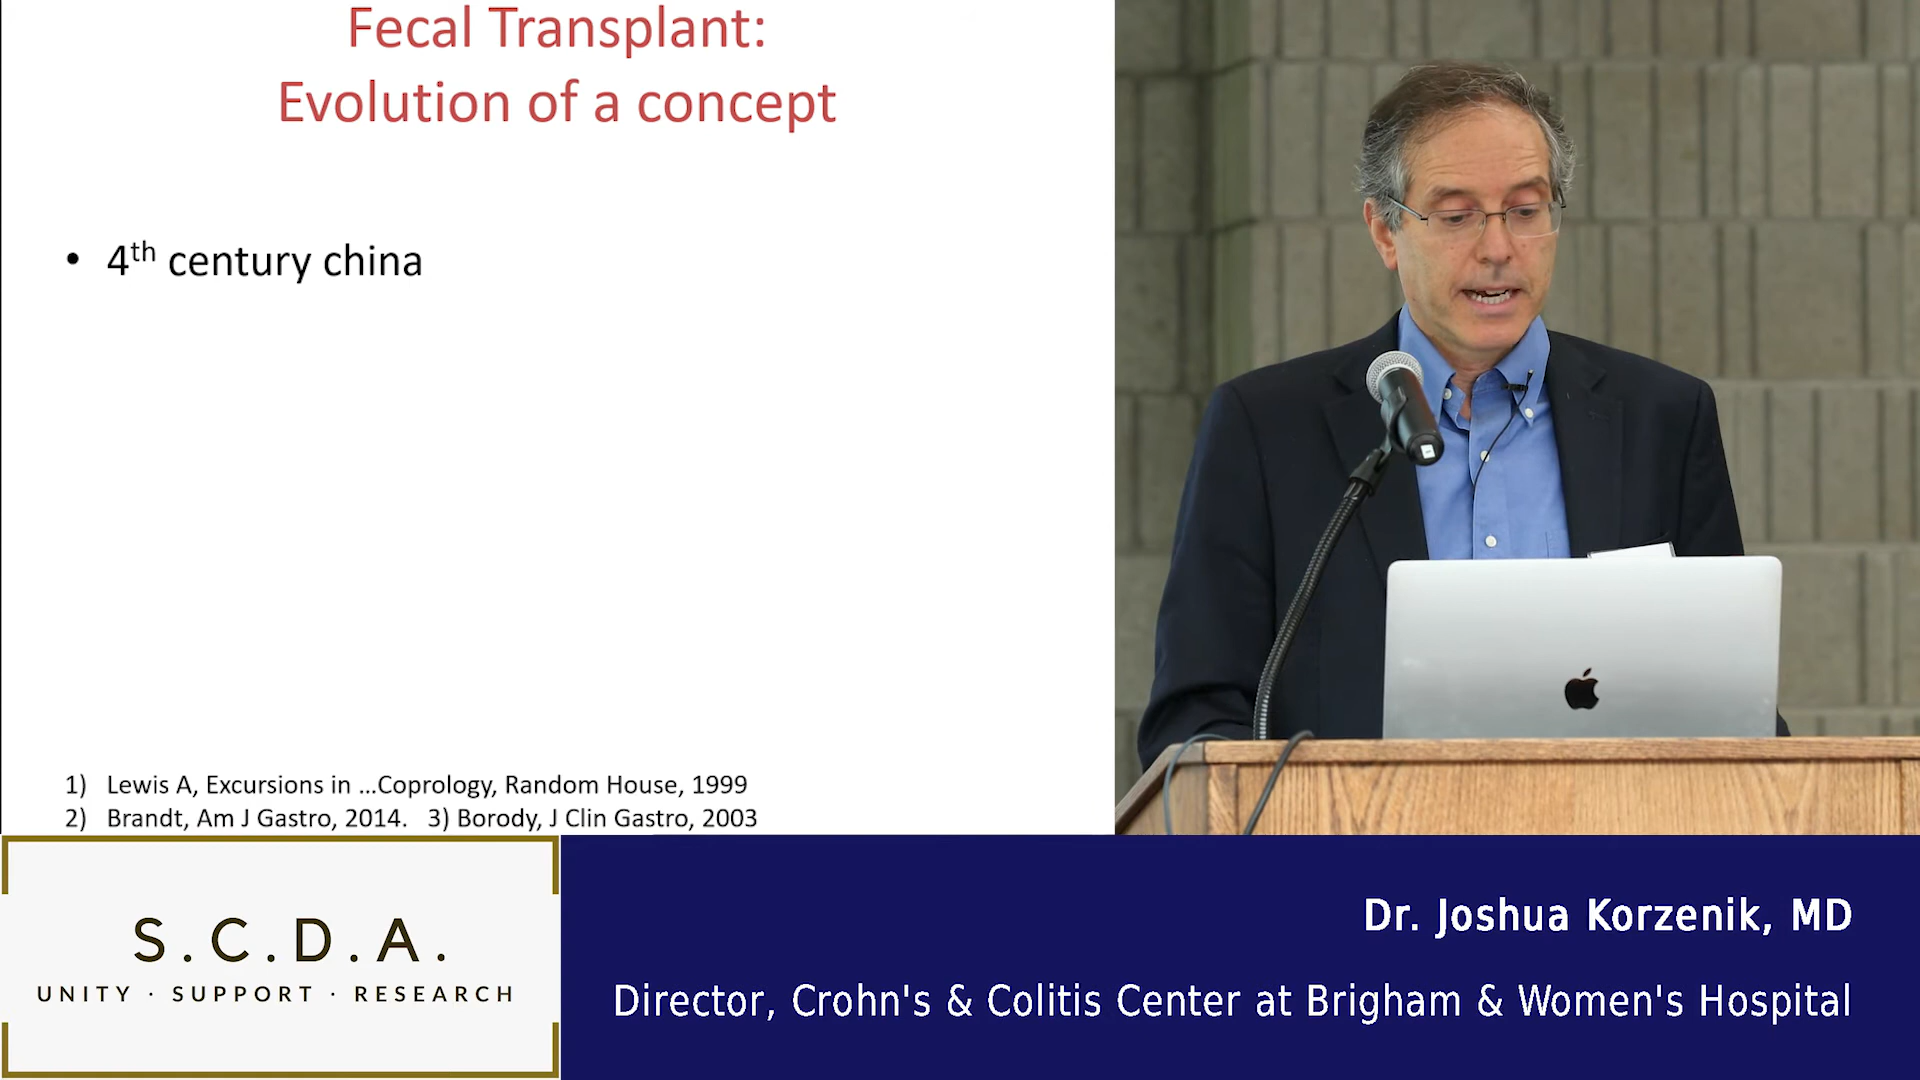 Fecal Transplant:
Evolution of a concept
• 4th century china
1) Lewis A, Excursions in ...Coprology, Random House, 1999
2) Brandt, Am J Gastro, 2014. 3) Borody, J Clin Gastro, 2003
S.C.D.A.
UNITY · SUPPORT · RESEARCH
Dr. Joshua Korzenik, MD
Director, Crohn's & Colitis Center at Brigham & Women's Hospital